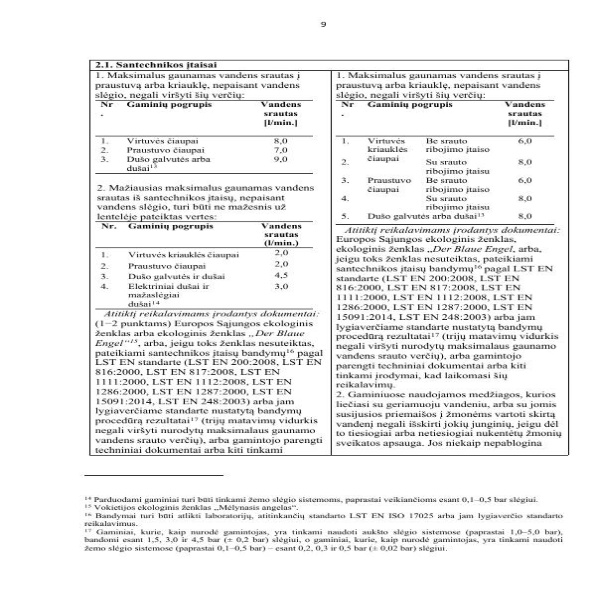 9
2.1. Santechnikos įtaisai
1. Maksimalus gaunamas vandens srautas į
praustuvą arba kriauklę, nepaisant vandens
slėgio, negali viršyti šių verčių:
Nr. Gaminių pogrupis Vandens srautas [l/min.]
1. Virtuvės čiaupai 8,0
2. Praustuvo čiaupai 7,0
3. Dušo galvutės arba 9,0
dušai13
2. Mažiausias maksimalus gaunamas vandens
srautas iš santechnikos įtaisų, nepaisant
vandens slėgio, turi būti ne mažesnis už
lentelėje pateiktas vertes:
Nr. Gaminių pogrupis Vandens
srautas
(l/min.)
1. Virtuvės kriauklės čiaupai 2,0
2. Praustuvo čiaupai 2,0
3. Dušo galvutės ir dušai 4,5
4. Elektriniai dušai ir 3,0
mažaslėgiai
dušai14
Atitiktį reikalavimams įrodantys dokumentai:
(1−2 punktams) Europos Sąjungos ekologinis
ženklas arba ekologinis ženklas „Der Blaue
Engel“15, arba, jeigu toks ženklas nesuteiktas,
pateikiami santechnikos įtaisų bandymų16 pagal
LST EN standarte (LST EN 200:2008, LST EN
816:2000, LST EN 817:2008, LST EN
1111:2000, LST EN 1112:2008, LST EN
1286:2000, LST EN 1287:2000, LST EN
15091:2014, LST EN 248:2003) arba jam
lygiaverčiame standarte nustatytą bandymų
procedūrą rezultatai17 (trijų matavimų vidurkis
negali viršyti nurodytų maksimalaus gaunamo
vandens srauto verčių), arba gamintojo parengti
techniniai dokumentai arba kiti tinkami
1. Maksimalus gaunamas vandens srautas į
praustuvą arba kriauklę, nepaisant vandens
slėgio, negali viršyti šių verčių:
Nr. Gaminių pogrupis Vandens
srautas
[l/min.]
1. Virtuvės Be srauto 6,0
kriauklės ribojimo įtaiso
2. čiaupai Su srauto 8,0
ribojimo įtaisu
3. Praustuvo Be srauto 6,0
čiaupai ribojimo įtaiso
4. Su srauto 8,0
ribojimo įtaisu
5. Dušo galvutės arba dušai15 8,0
Atitiktį reikalavimams įrodantys dokumentai:
Europos Sąjungos ekologinis ženklas,
ekologinis ženklas „Der Blaue Engel, arba,
jeigu toks ženklas nesuteiktas, pateikiami
santechnikos įtaisų bandymų16 pagal LST EN
standarte (LST EN 200:2008, LST EN
816:2000, LST EN 817:2008, LST EN
1111:2000, LST EN 1112:2008, LST EN
1286:2000, LST EN 1287:2000, LST EN
15091:2014, LST EN 248:2003) arba jam
lygiaverčiame standarte nustatytą bandymų
procedūrą rezultatai17 (trijų matavimų vidurkis
negali viršyti nurodytų maksimalaus gaunamo
vandens srauto verčių), arba gamintojo
parengti techniniai dokumentai arba kiti
tinkami įrodymai, kad laikomasi šių
reikalavimų.
2. Gaminiuose naudojamos medžiagos, kurios
liečiasi su geriamuoju vandeniu, arba su jomis
susijusios priemaišos į žmonėms vartoti skirtą
vandenį negali išskirti jokių junginių, jeigu dėl
to tiesiogiai arba netiesiogiai nukentėtų žmonių
sveikatos apsauga. Jos niekaip nepablogina
14 Parduodami gaminiai turi būti tinkami žemo slėgio sistemoms, paprastai veikiančioms esant 0,1–0,5 bar slėgiui.
15 Vokietijos ekologinis ženklas „Mėlynasis angelas“.
16 Bandymai turi būti atlikti laboratorijų, atitinkančių standarto LST EN ISO 17025 arba jam lygiaverčio standarto
reikalavimus.
17 Gaminiai, kurie, kaip nurodė gamintojas, yra tinkami naudoti aukšto slėgio sistemose (paprastai 1,0–5,0 bar),
bandomi esant 1,5, 3,0 ir 4,5 bar (± 0,2 bar) slėgiui, o gaminiai, kurie, kaip nurodė gamintojas, yra tinkami naudoti
žemo slėgio sistemose (paprastai 0,1–0,5 bar) – esant 0,2, 0,3 ir 0,5 bar (± 0,02 bar) slėgiui.